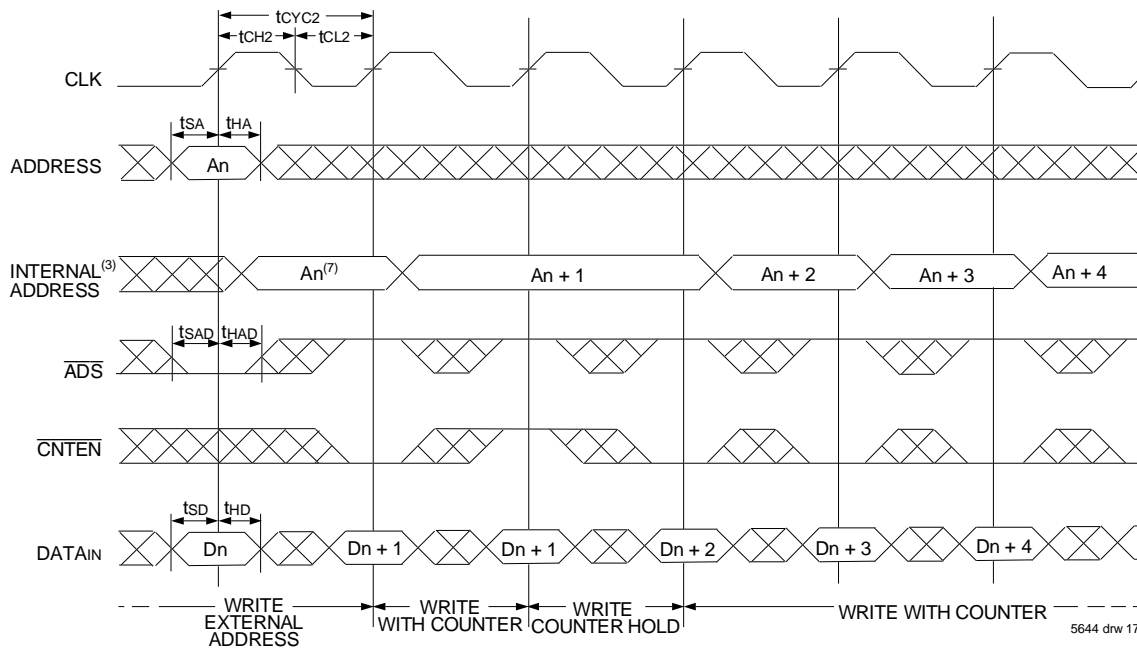 tCYC2
tCH2 tCL2
CLK
tSA tHA
ADDRESS An
INTERNAL(3)
ADDRESS
An(7) An + 1 An + 2 An + 3 An + 4
tSAD tHAD
ADS
CNTEN
tSD tHD
DATAIN Dn Dn + 1 Dn + 1 Dn + 2 Dn + 3 Dn + 4
WRITE
EXTERNAL
ADDRESS
WRITE
WITH COUNTER
WRITE
COUNTER HOLD
WRITE WITH COUNTER
5644 drw 17